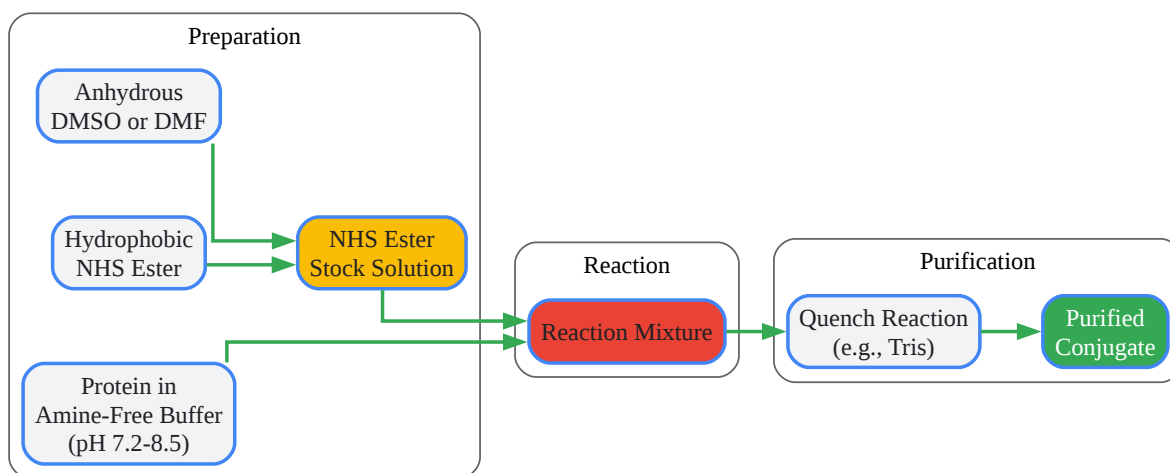 Preparation
Anhydrous
DMSO or DMF
Hydrophobic
NHS Ester
NHS Ester
Stock Solution
Protein in
Amine-Free Buffer
(pH 7.2-8.5)
Reaction
Reaction Mixture
Purification
Quench Reaction
(e.g., Tris)
Purified
Conjugate